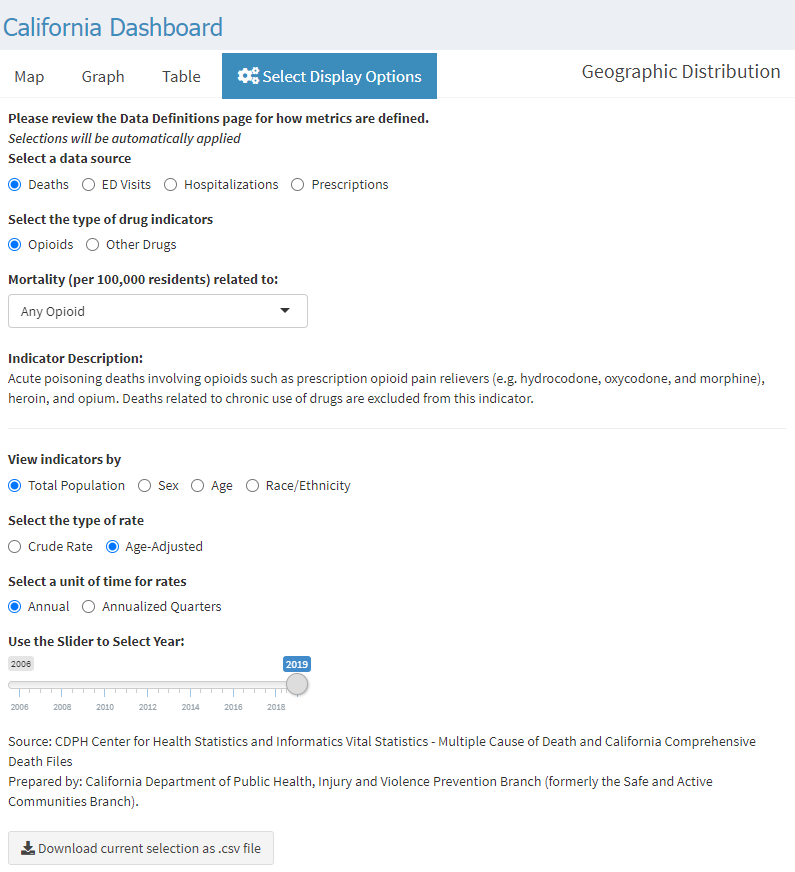 California Dashboard
Map Graph Table Select Display Options Geographic Distribution
Please review the Data Definitions page for how metrics are defined.
Selections will be automatically applied
Select a data source
Deaths ED Visits Hospitalizations Prescriptions
Select the type of drug indicators
Opioids Other Drugs
Mortality (per 100,000 residents) related to:
Any Opioid
Indicator Description:
Acute poisoning deaths involving opioids such as prescription opioid pain relievers (e.g. hydrocodone, oxycodone, and morphine),
heroin, and opium. Deaths related to chronic use of drugs are excluded from this indicator.
View indicators by
Total Population Sex Age Race/Ethnicity
Select the type of rate
Crude Rate Age-Adjusted
Select a unit of time for rates
Annual Annualized Quarters
Use the Slider to Select Year:
2006 2019
2006 2008 2010 2012 2014 2016 2018
Source: CDPH Center for Health Statistics and Informatics Vital Statistics - Multiple Cause of Death and California Comprehensive
Death Files
Prepared by: California Department of Public Health, Injury and Violence Prevention Branch (formerly the Safe and Active
Communities Branch).
Download current selection as .csv file